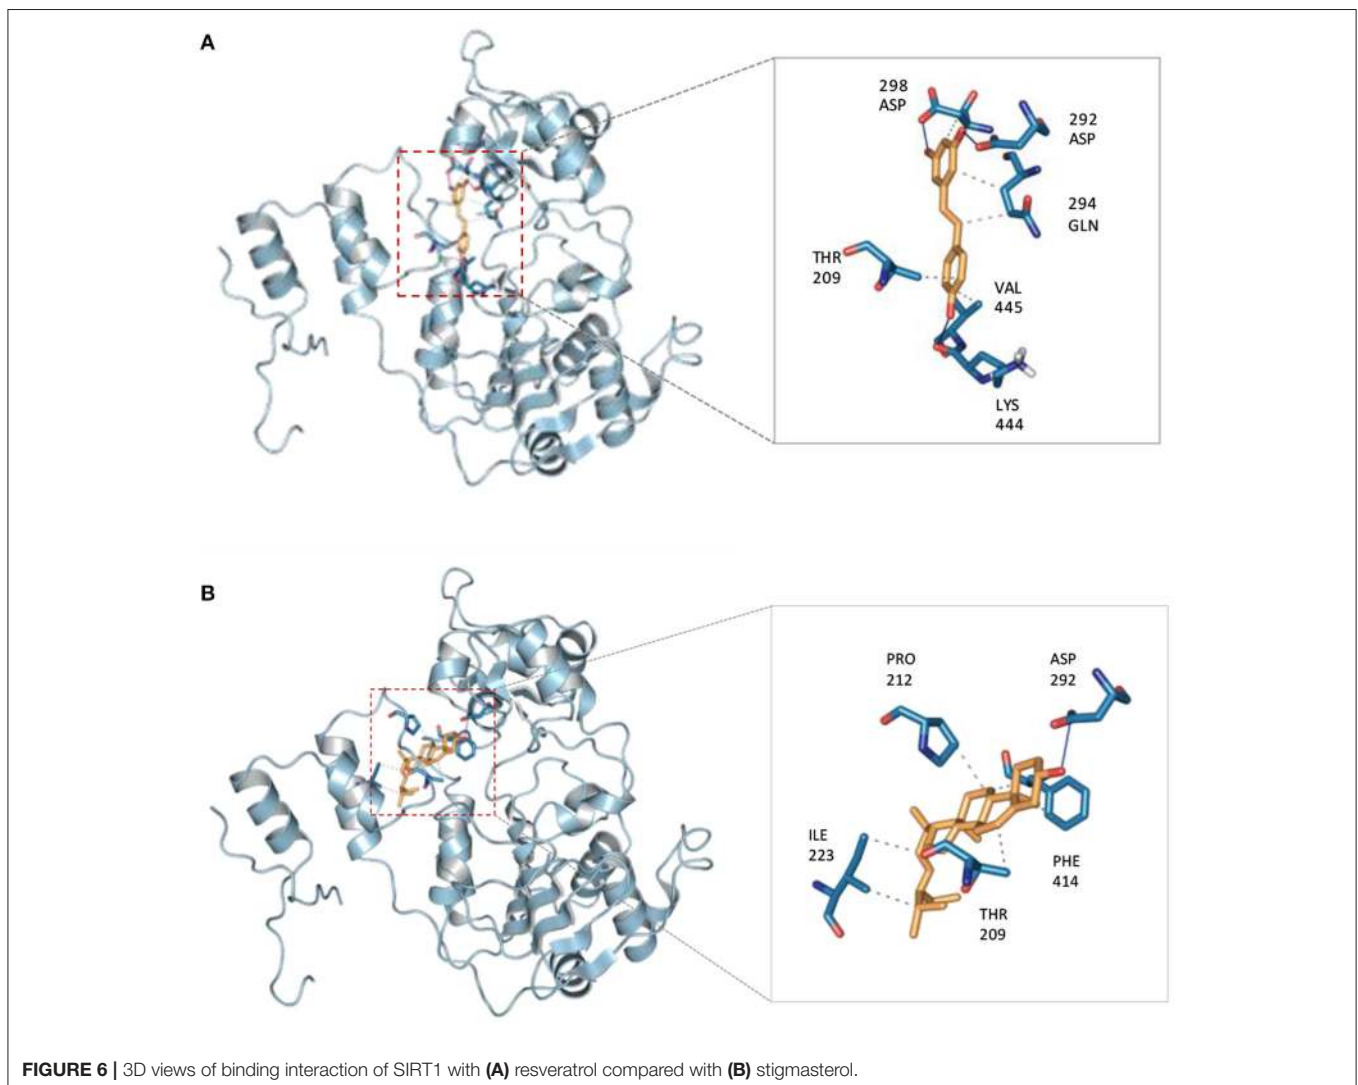 A
298
ASP
292
ASP
294
GLN
THR
209
VAL
445
LYS
444
B
PRO
212
ASP
292
ILE
223
PHE
414
THR
209
FIGURE 6 | 3D views of binding interaction of SIRT1 with (A) resveratrol compared with (B) stigmasterol.